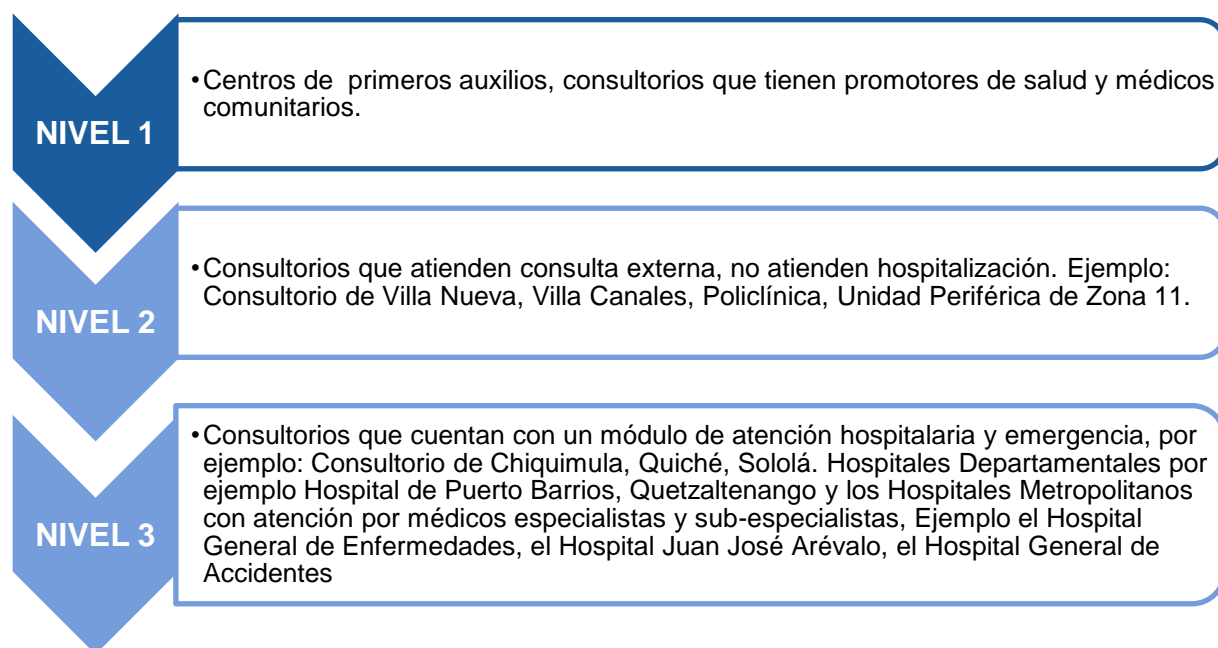 NIVEL 1
•Centros de primeros auxilios, consultorios que tienen promotores de salud y médicos
comunitarios.
NIVEL 2
•Consultorios que atienden consulta externa, no atienden hospitalización. Ejemplo:
Consultorio de Villa Nueva, Villa Canales, Policlínica, Unidad Periférica de Zona 11.
NIVEL 3
•Consultorios que cuentan con un módulo de atención hospitalaria y emergencia, por
ejemplo: Consultorio de Chiquimula, Quiché, Sololá. Hospitales Departamentales por
ejemplo Hospital de Puerto Barrios, Quetzaltenango y los Hospitales Metropolitanos
con atención por médicos especialistas y sub-especialistas, Ejemplo el Hospital
General de Enfermedades, el Hospital Juan José Arévalo, el Hospital General de
Accidentes